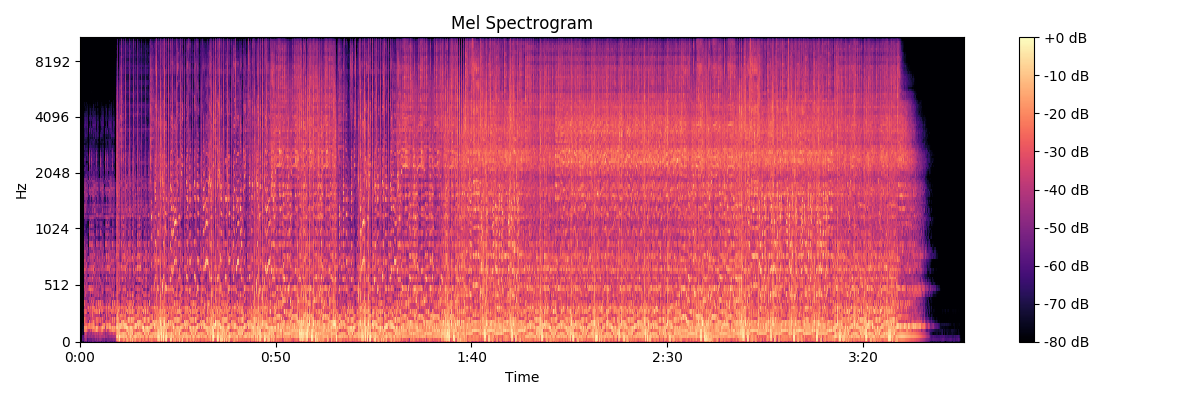 Mel Spectrogram
Hz
8192
4096
2048
1024
512
0
0:00
0:50
1:40
2:30
3:20
Time
+0 dB
-10 dB
-20 dB
-30 dB
-40 dB
-50 dB
-60 dB
-70 dB
-80 dB